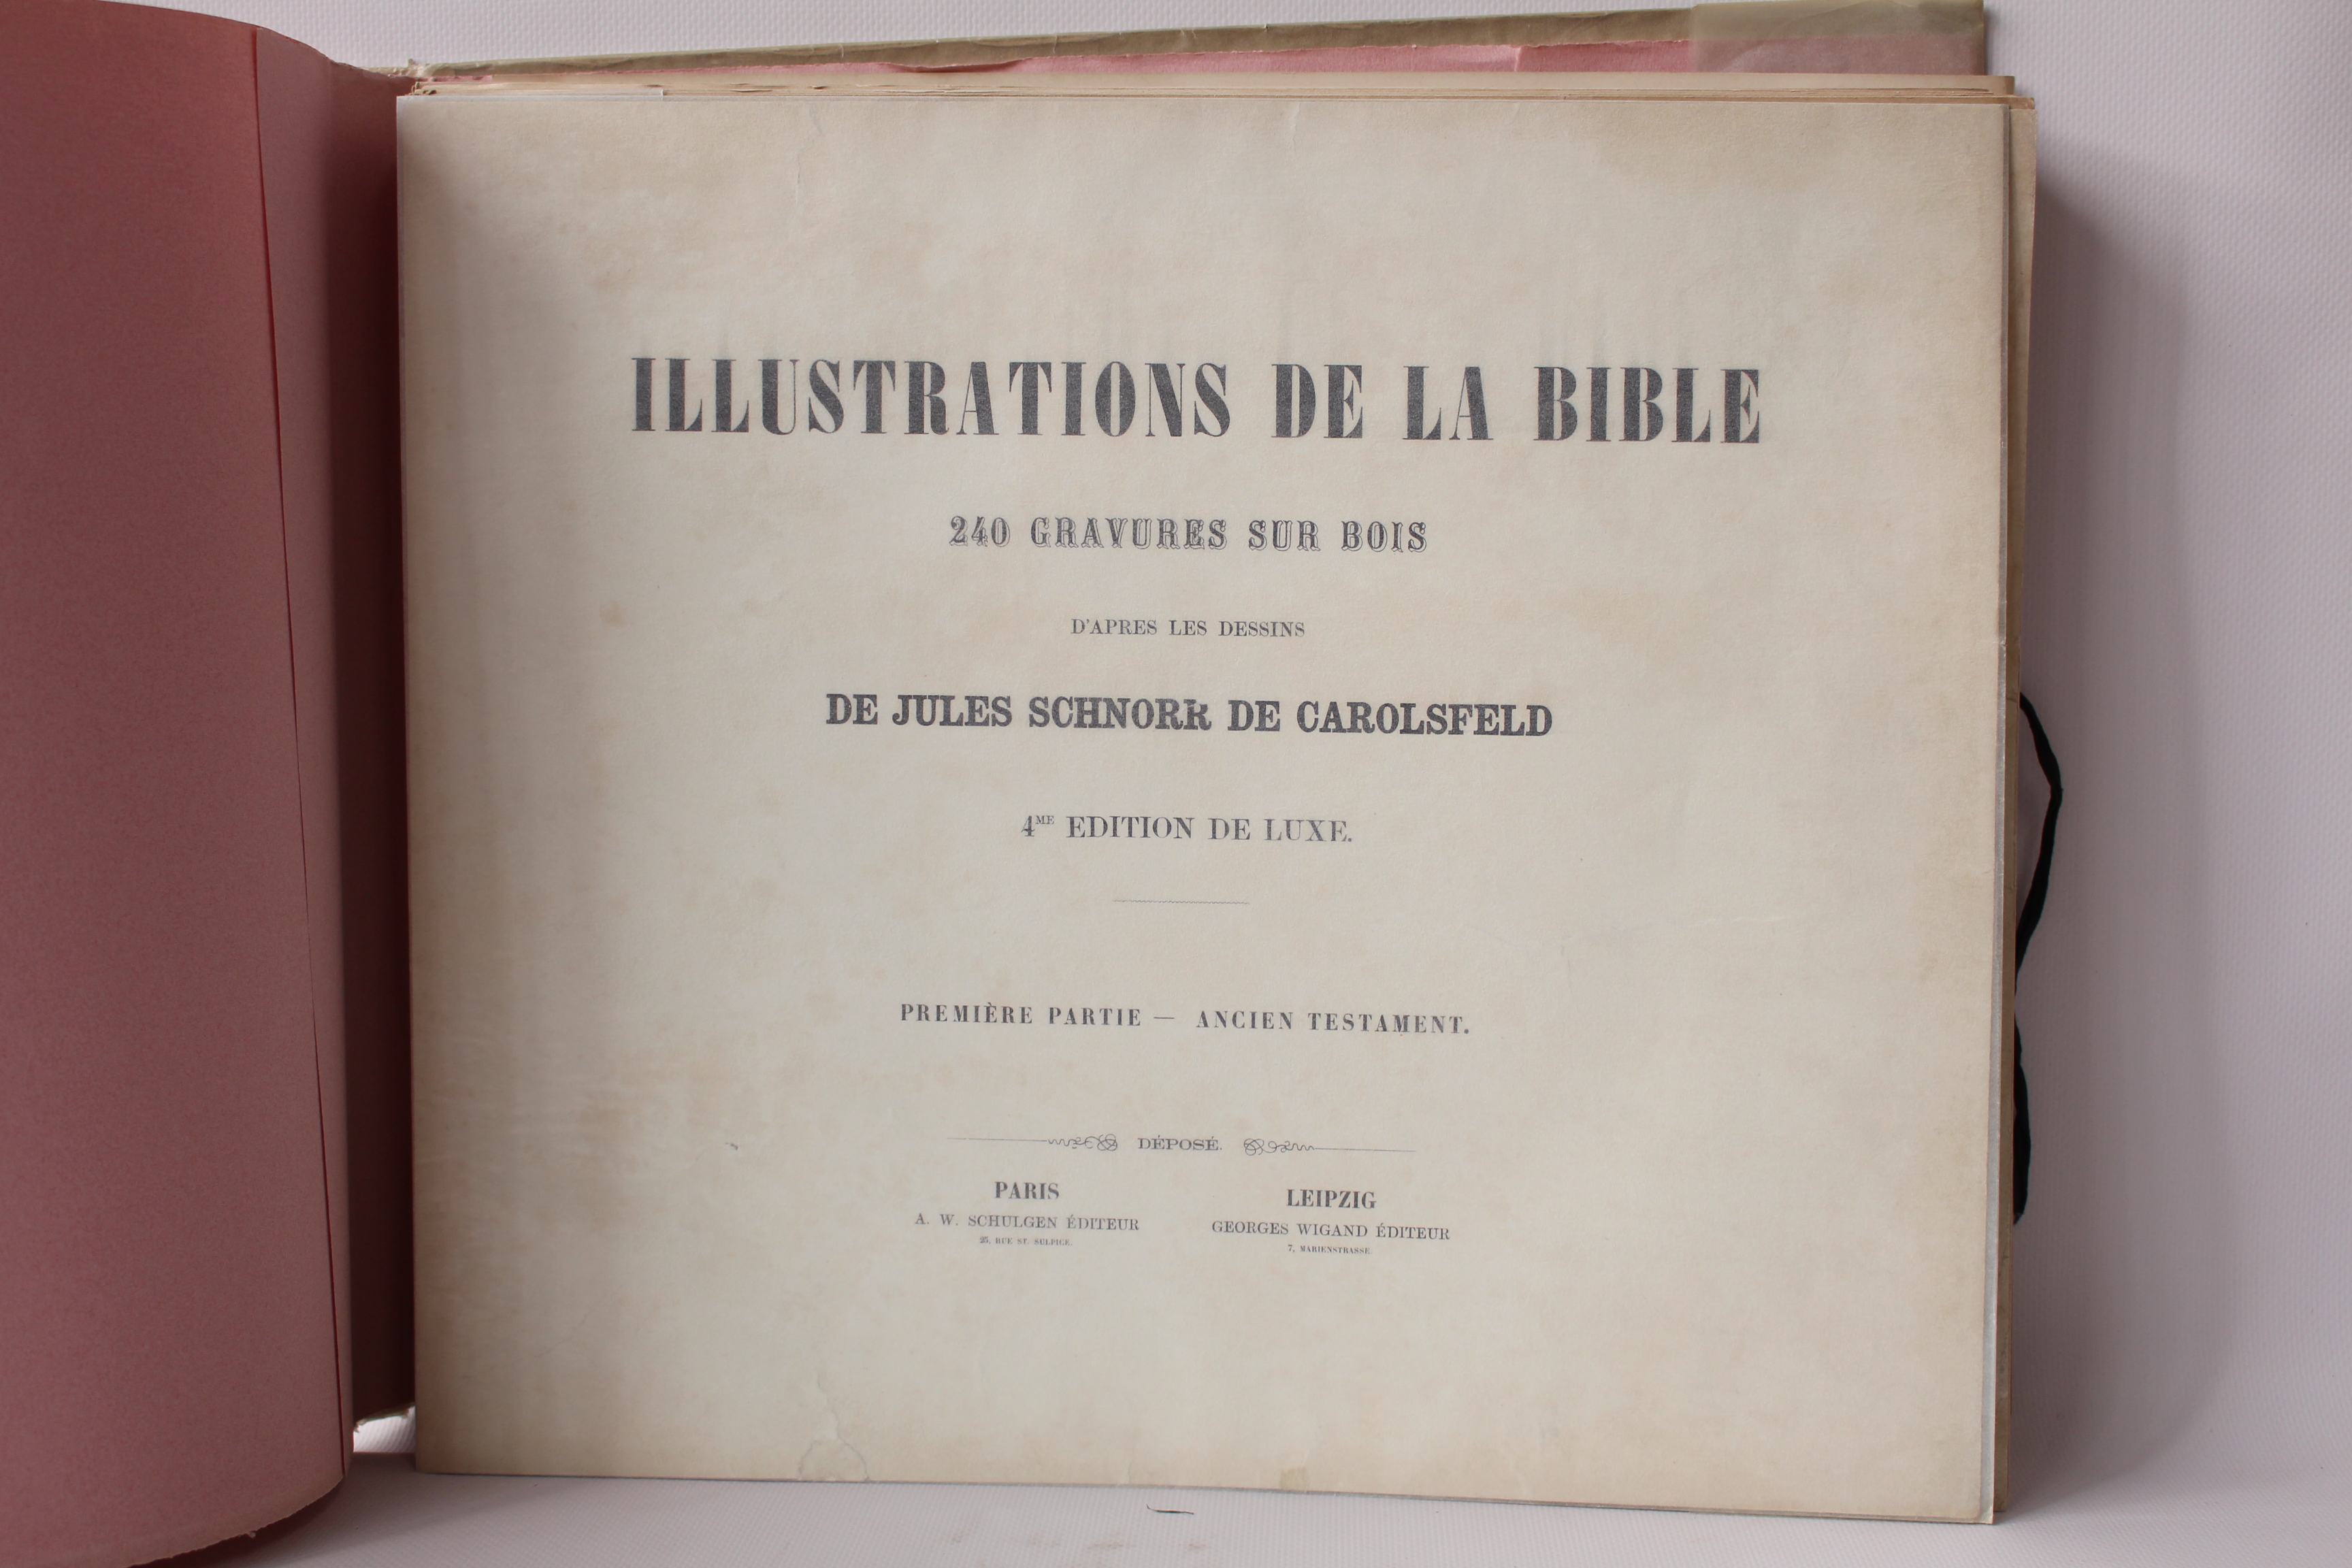 ILLUSTRATIONS DE LA BIBLE
240 GRAVURES SUR BOIS
D'APRES LES DESSINS
DE JULES SCHNORR DE CAROLSFELD
4ME EDITION DE LUXE.
PREMIÈRE PARTIE — ANCIEN TESTAMENT.
DÉPOSÉ.
PARIS
A. W. SCHULGEN ÉDITEUR
25, RUE ST. SULPICE.
LEIPZIG
GEORGES WIGAND ÉDITEUR
7, MARIENSTRASSE